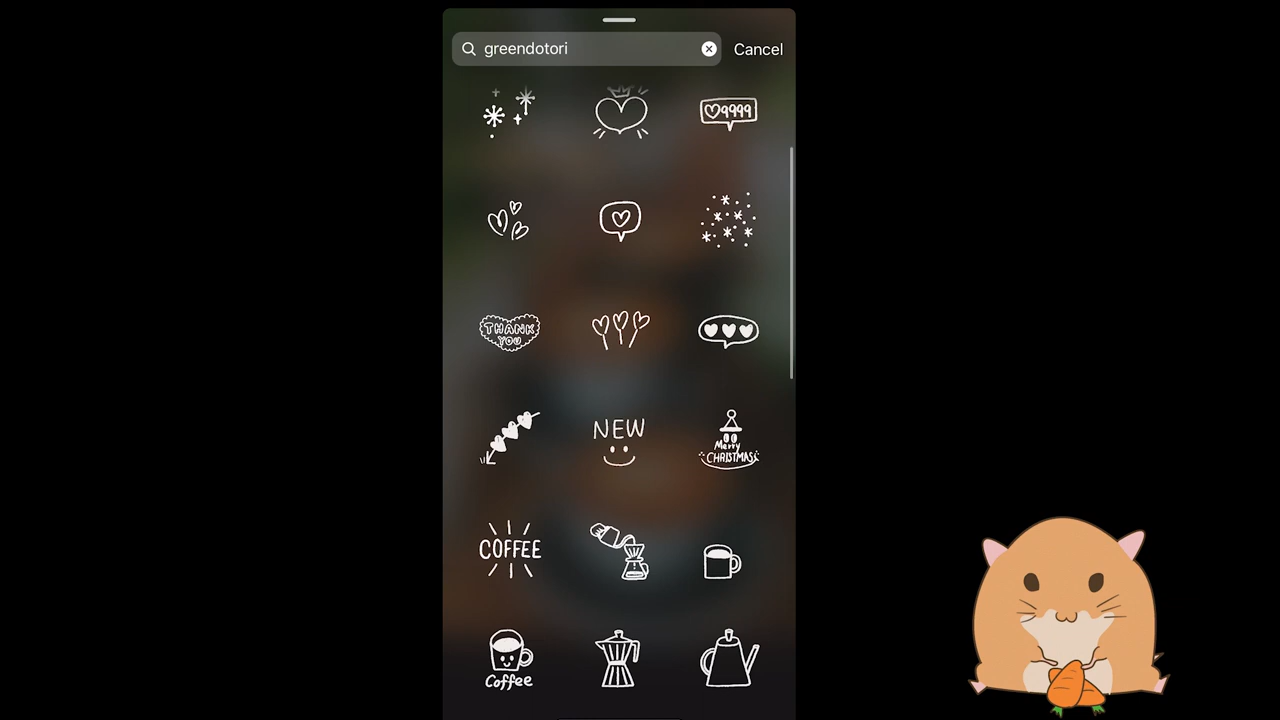 greendotori
Cancel
9999
THANK
YOU
NEW
Merry
CHRISTMAS
COFFEE
Coffee